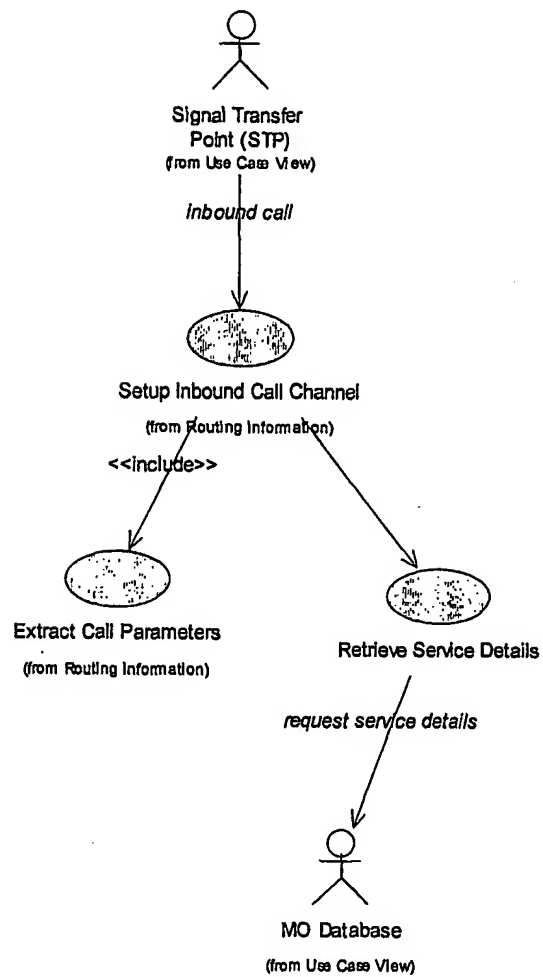 Signal Transfer
Point (STP)
(from Use Case View)
inbound call
Setup Inbound Call Channel
(from Routing Information)
<<include>>
Extract Call Parameters
(from Routing Information)
Retrieve Service Details
request service details
MO Database
(from Use Case View)